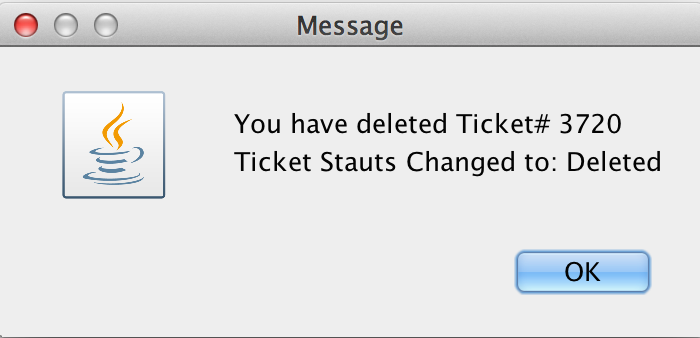 Message
You have deleted Ticket# 3720
Ticket Stauts Changed to: Deleted
OK